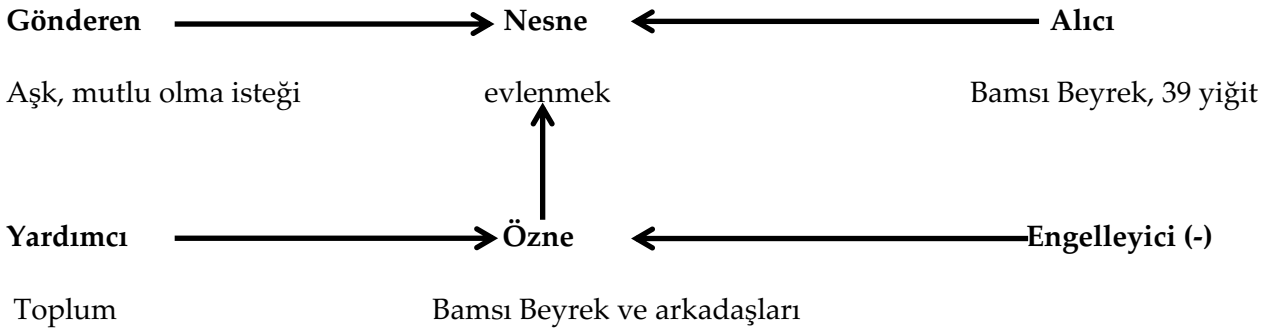 Gönderen Nesne Alıcı
Aşk, mutlu olma isteği evlenmek Bamsı Beyrek, 39 yiğit
Yardımcı Özne Engelleyici (-)
Toplum Bamsı Beyrek ve arkadaşları